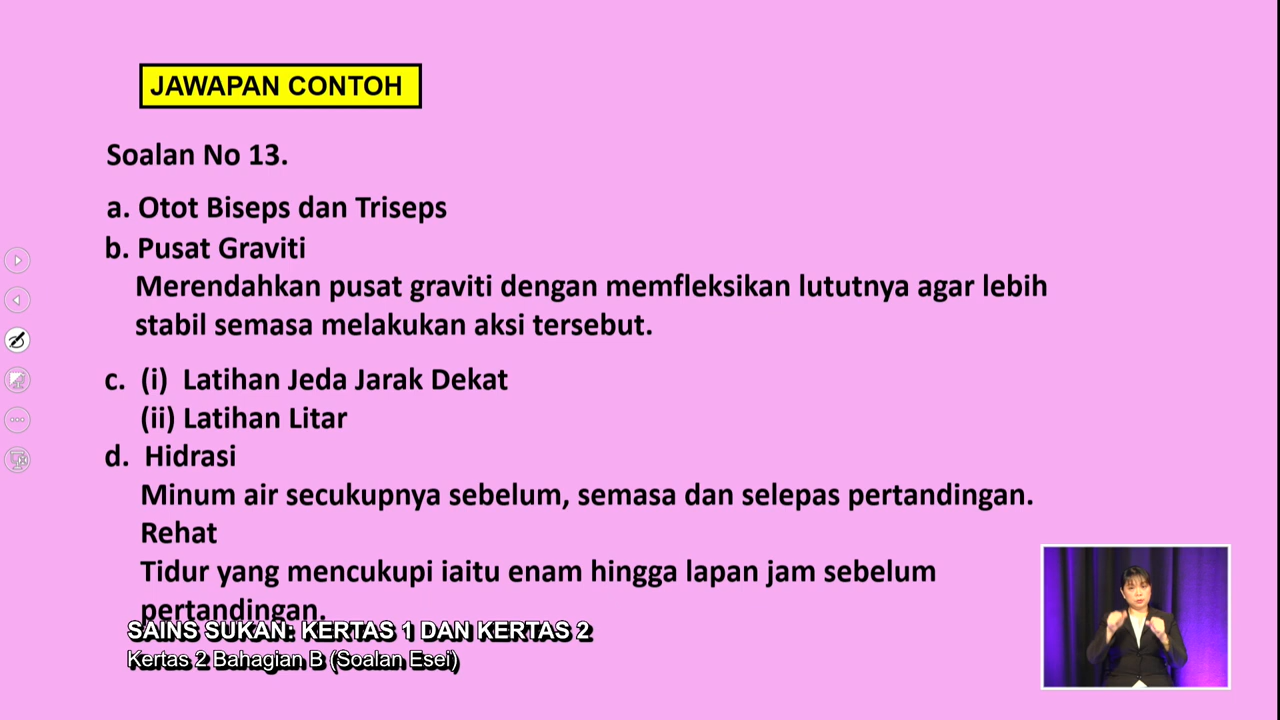 JAWAPAN CONTOH
Soalan No 13.
a. Otot Biseps dan Triseps
b. Pusat Graviti
Merendahkan pusat graviti dengan memfleksikan lututnya agar lebih
stabil semasa melakukan aksi tersebut.
c. (i) Latihan Jeda Jarak Dekat
(ii) Latihan Litar
d. Hidrasi
Minum air secukupnya sebelum, semasa dan selepas pertandingan.
Rehat
Tidur yang mencukupi iaitu enam hingga lapan jam sebelum
pertandingan.
SAINS SUKAN: KERTAS 1 DAN KERTAS 2
Kertas 2 Bahagian B (Soalan Esei)